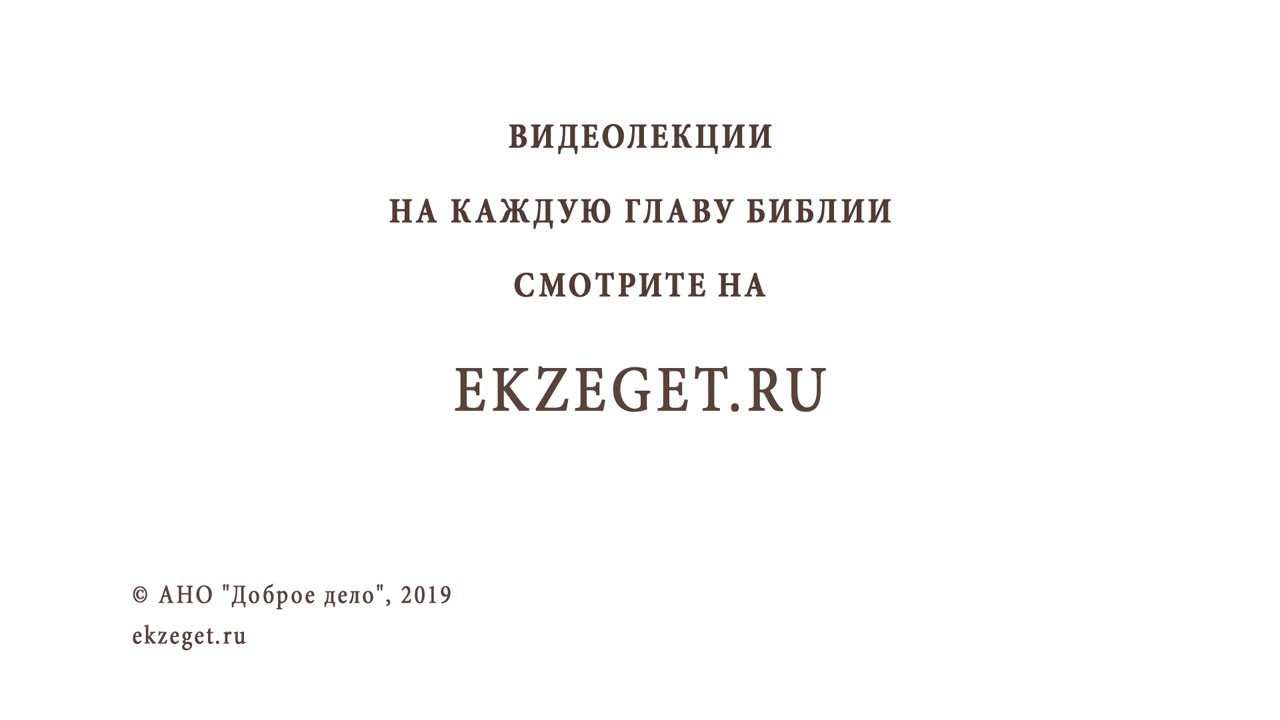 ВИДЕОЛЕКЦИИ
НА КАЖДУЮ ГЛАВУ БИБЛИИ
СМОТРИТЕ НА
EKZEGET.RU
© АНО "Доброе дело", 2019
ekzeget.ru